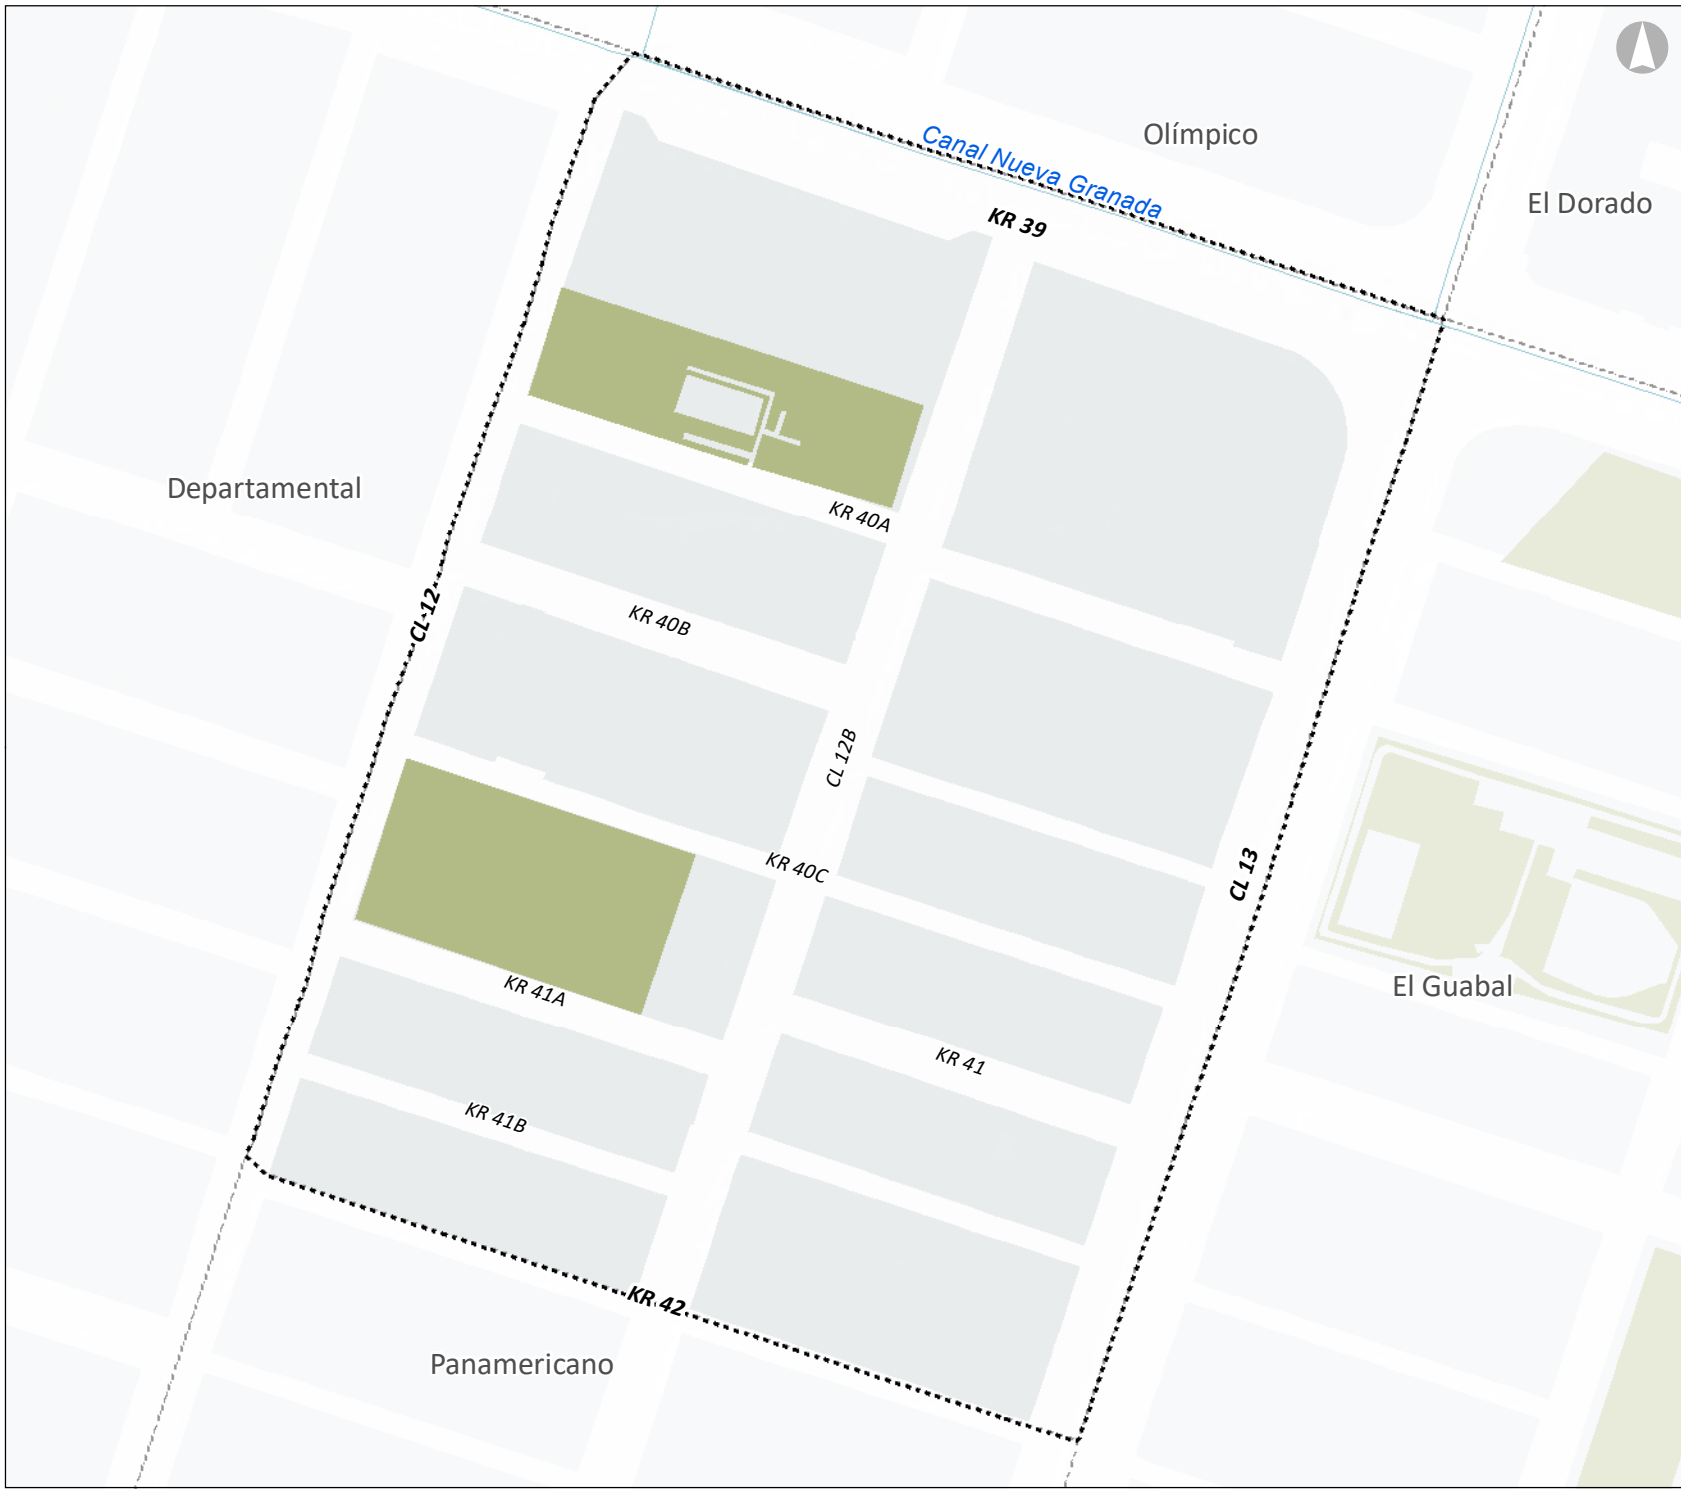 Olímpico
Canal Nueva Granada
El Dorado
KR 39
Departamental
KR 40A
CL 12
KR 40B
CL 12B
KR 40C
CL 13
KR 41A
El Guabal
KR 41
KR 41B
KR 42
Panamericano